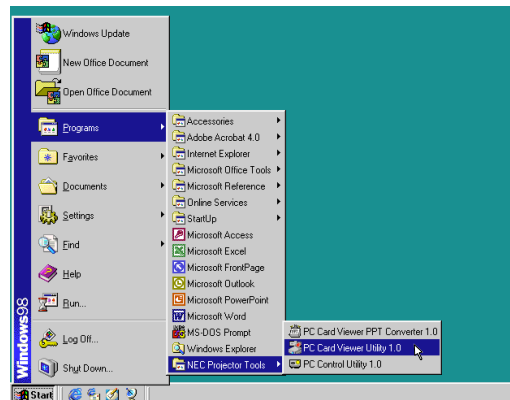 Windows Update
New Office Document
Open Office Document
Programs
Favorites
Documents
Settings
Find
Help
Run...
Log Off...
Shut Down...
Windows98
Accessories
Adobe Acrobat 4.0
Internet Explorer
Microsoft Office Tools
Microsoft Reference
Online Services
StartUp
Microsoft Access
Microsoft Excel
Microsoft FrontPage
Microsoft Outlook
Microsoft PowerPoint
Microsoft Word
MS-DOS Prompt
Windows Explorer
NEC Projector Tools
PC Card Viewer PPT Converter 1.0
PC Card Viewer Utility 1.0
PC Control Utility 1.0
Start